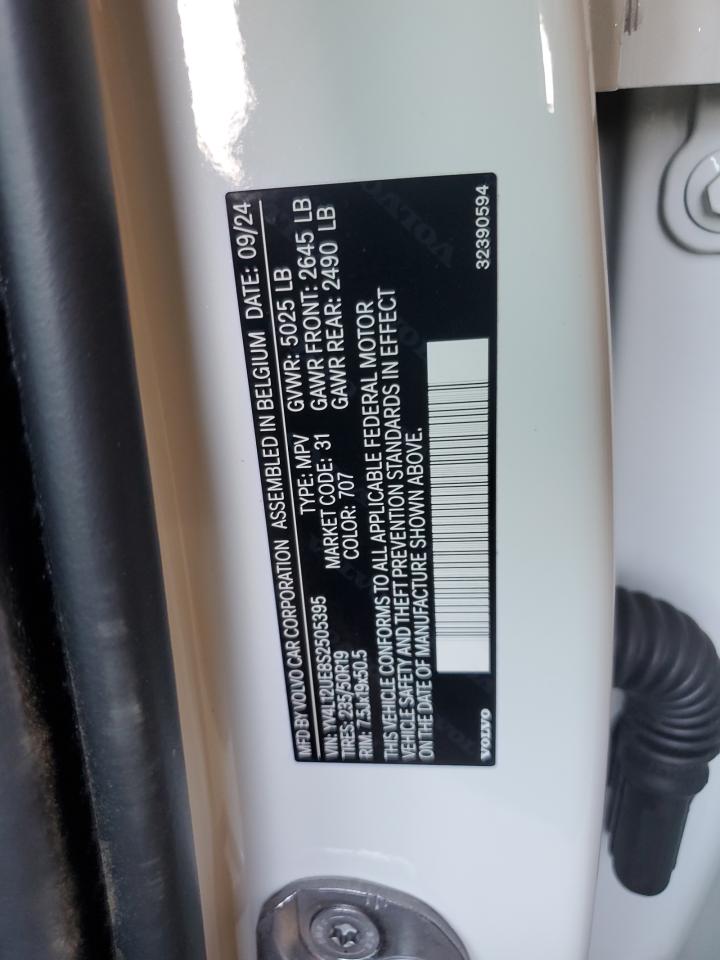 MFD BY VOLVO CAR CORPORATION ASSEMBLED IN BELGIUM DATE: 09/24
VIN: YV4L12UE8S2505395 TYPE: MPV GVWR: 5025 LB
TIRES: 235/50R19 MARKET CODE: 31 GAWR FRONT: 2645 LB
RIM: 7.5Jx19x50.5 COLOR: 707 GAWR REAR: 2490 LB
THIS VEHICLE CONFORMS TO ALL APPLICABLE FEDERAL MOTOR
VEHICLE SAFETY AND THEFT PREVENTION STANDARDS IN EFFECT
ON THE DATE OF MANUFACTURE SHOWN ABOVE.
VOLVO 32390594